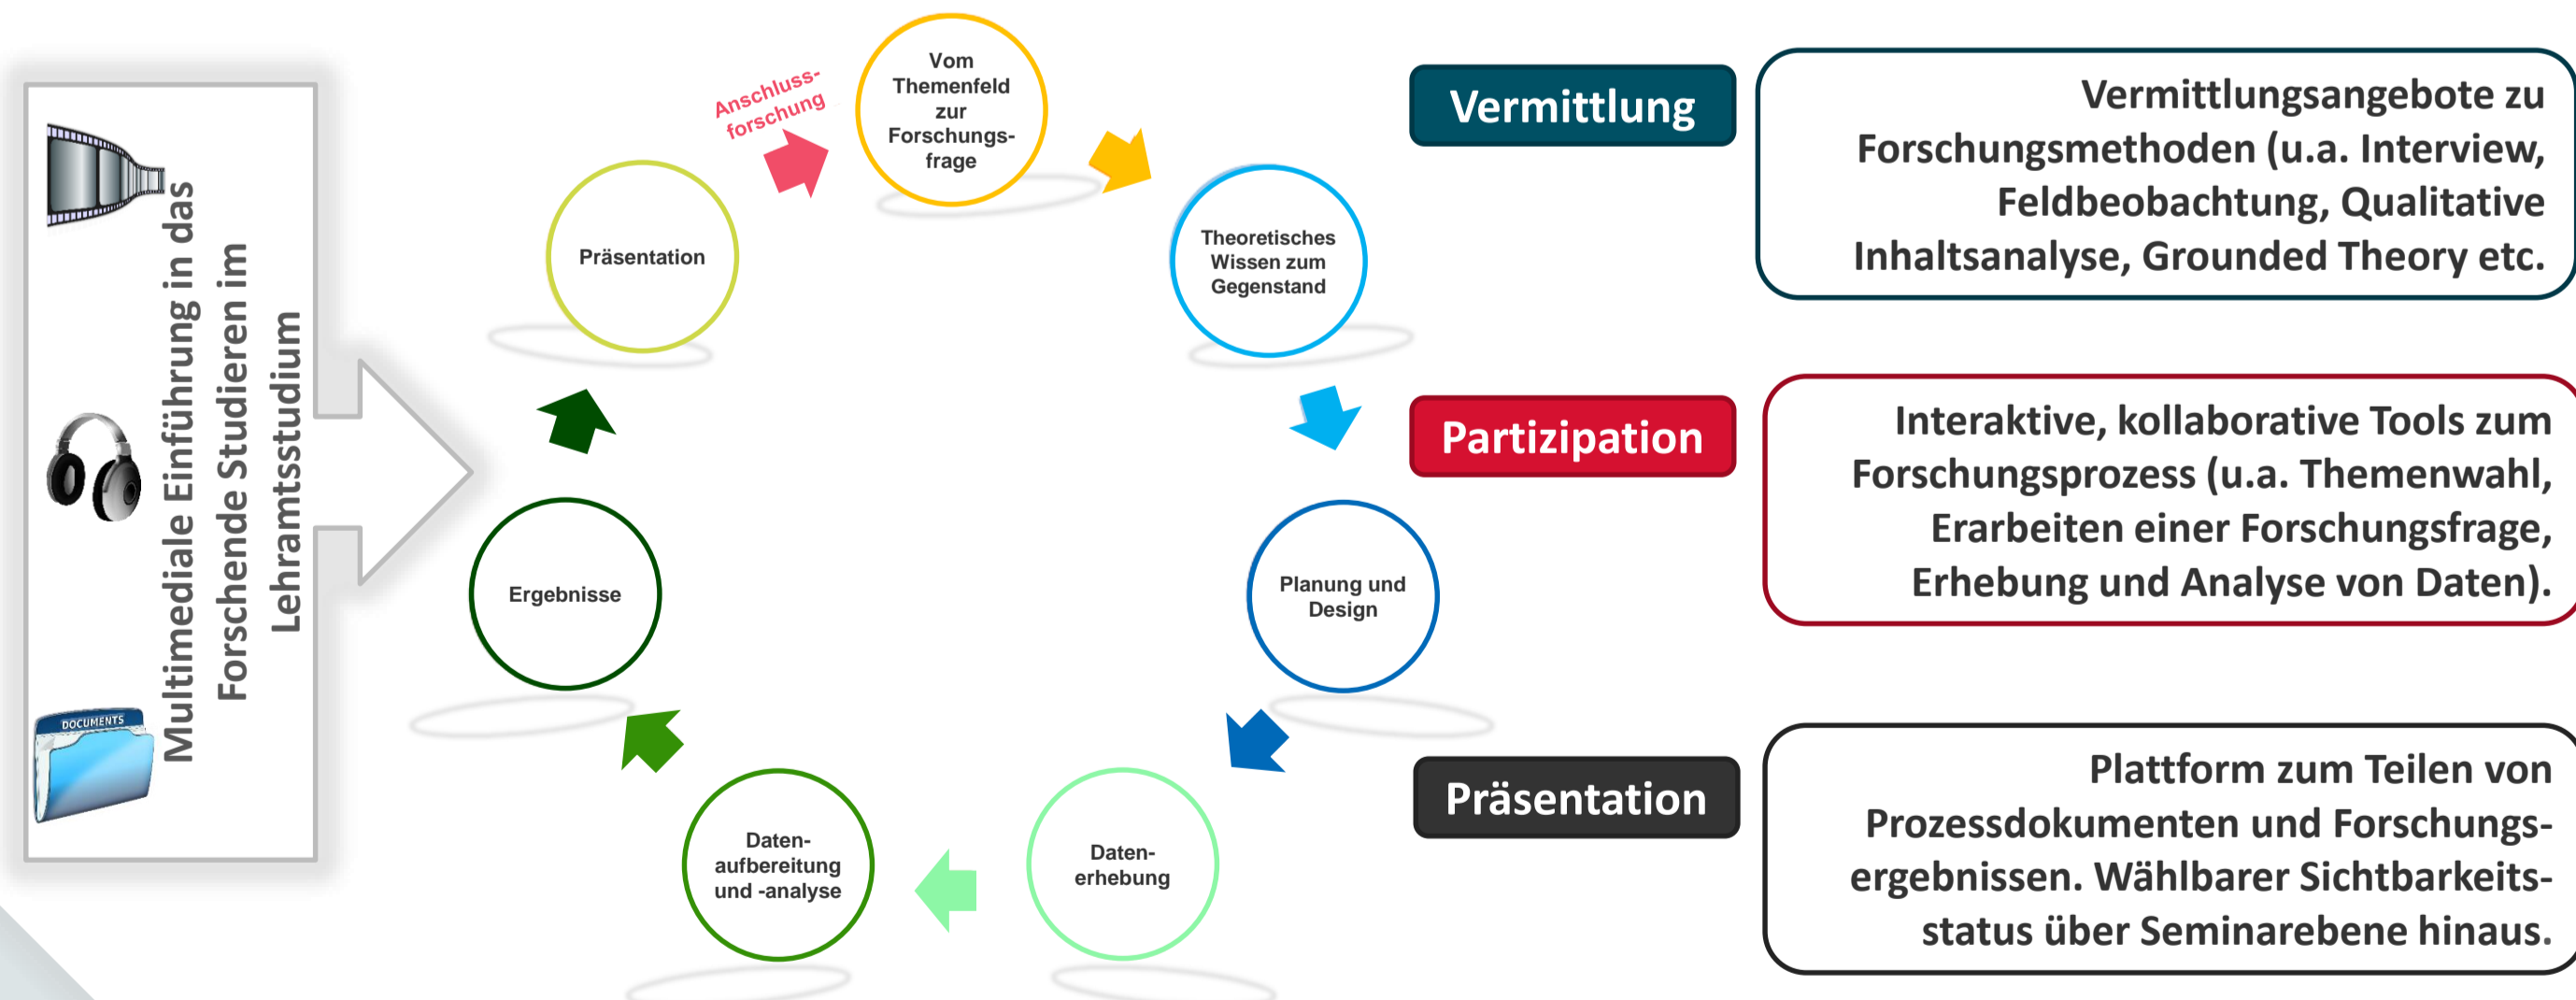 Multimediale Einführung in das
Forschende Studieren im
Lehramtsstudium
DOCUMENTS
Anschluss-
forschung
Vom
Themenfeld
zur
Forschungs-
frage
Theoretisches
Wissen zum
Gegenstand
Planung und
Design
Daten-
erhebung
Daten-
aufbereitung
und -analyse
Ergebnisse
Präsentation
Vermittlung
Vermittlungsangebote zu
Forschungsmethoden (u.a. Interview,
Feldbeobachtung, Qualitative
Inhaltsanalyse, Grounded Theory etc.
Partizipation
Interaktive, kollaborative Tools zum
Forschungsprozess (u.a. Themenwahl,
Erarbeiten einer Forschungsfrage,
Erhebung und Analyse von Daten).
Präsentation
Plattform zum Teilen von
Prozessdokumenten und Forschungs-
ergebnissen. Wählbarer Sichtbarkeits-
status über Seminarebene hinaus.